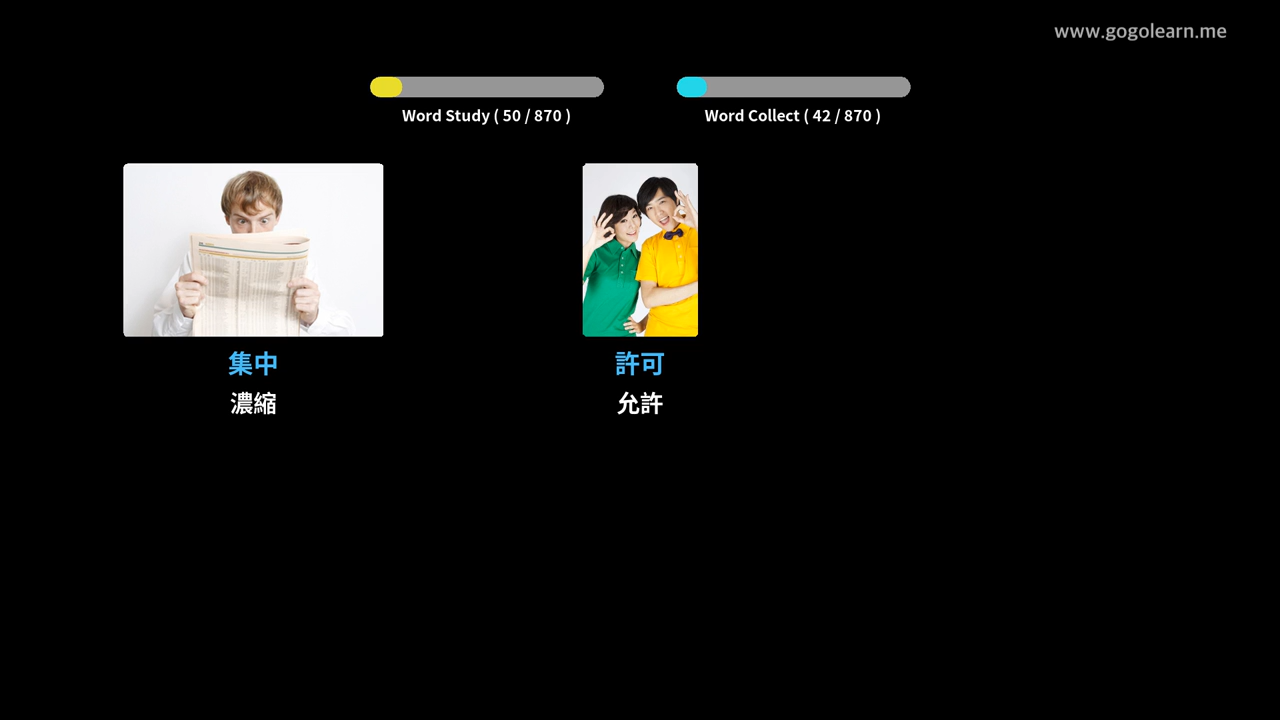 www.gogolearn.me
Word Study ( 50 / 870 )
Word Collect ( 42 / 870 )
集中
濃縮
許可
允許